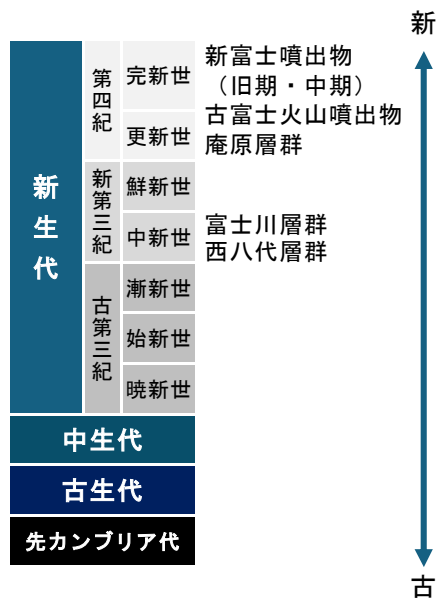 新
新生代
第四紀
完新世
更新世
新第三紀
鮮新世
中新世
古第三紀
漸新世
始新世
暁新世
中生代
古生代
先カンブリア代
新富士噴出物
（旧期・中期）
古富士火山噴出物
庵原層群
富士川層群
西八代層群
古